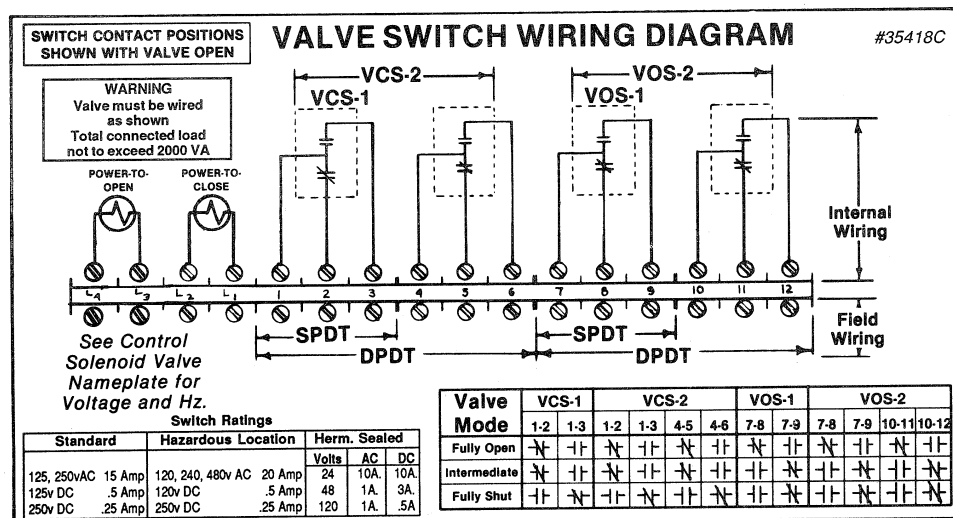 SWITCH CONTACT POSITIONS
SHOWN WITH VALVE OPEN
VALVE SWITCH WIRING DIAGRAM
#35418C
WARNING
Valve must be wired
as shown
Total connected load
not to exceed 2000 VA
VCS-2
VCS-1
VOS-2
VOS-1
POWER-TO-
OPEN
POWER-TO-
CLOSE
Internal
Wiring
L4 L3 L2 L1 1 2 3 4 5 6 7 8 9 10 11 12
SPDT
DPDT
SPDT
DPDT
Field
Wiring
See Control
Solenoid Valve
Nameplate for
Voltage and Hz.
Switch Ratings
Standard Hazardous Location Herm. Sealed
Volts AC DC
125, 250vAC 15 Amp 120, 240, 480v AC 20 Amp 24 10A. 10A.
125v DC .5 Amp 120v DC .5 Amp 48 1A. 3A.
250v DC .25 Amp 250v DC .25 Amp 120 1A. .5A
Valve
Mode
VCS-1 VCS-2 VOS-1 VOS-2
1-2 1-3 1-2 1-3 4-5 4-6 7-8 7-9 7-8 7-9 10-11 10-12
Fully Open
Intermediate
Fully Shut